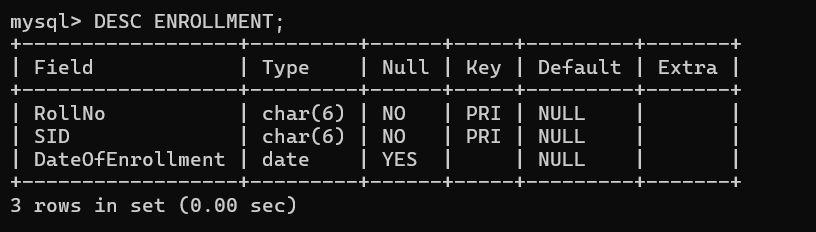 mysql> DESC ENROLLMENT;
+------------------+---------+------+-----+---------+-------+
| Field            | Type    | Null | Key | Default | Extra |
+------------------+---------+------+-----+---------+-------+
| RollNo           | char(6) | NO   | PRI | NULL    |       |
| SID              | char(6) | NO   | PRI | NULL    |       |
| DateOfEnrollment | date    | YES  |     | NULL    |       |
+------------------+---------+------+-----+---------+-------+
3 rows in set (0.00 sec)